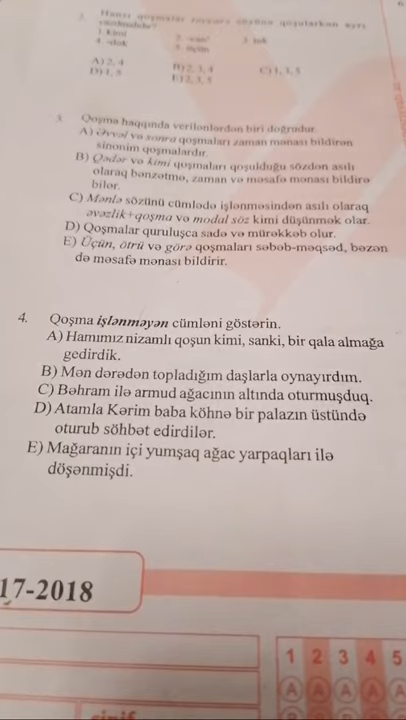 3. Qoşma haqqında verilənlərdən biri doğrudur.
A) Əvvəl və sonra qoşmaları zaman mənası bildirən
sinonim qoşmalardır.
B) Qədər və kimi qoşmaları qoşulduğu sözdən asılı
olaraq bənzətmə, zaman və məsafə mənası bildirə
bilər.
C) Mənlə sözünü cümlədə işlənməsindən asılı olaraq
əvəzlik+qoşma və modal söz kimi düşünmək olar.
D) Qoşmalar quruluşca sadə və mürəkkəb olur.
E) Üçün, ötrü və görə qoşmaları səbəb-məqsəd, bəzən
də məsafə mənası bildirir.
4. Qoşma işlənməyən cümləni göstərin.
A) Hamımız nizamlı qoşun kimi, sanki, bir qala almağa
gedirdik.
B) Mən dərədən topladığım daşlarla oynayırdım.
C) Bəhram ilə armud ağacının altında oturmuşduq.
D) Atamla Kərim baba köhnə bir palazın üstündə
oturub söhbət edirdilər.
E) Mağaranın içi yumşaq ağac yarpaqları ilə
döşənmişdi.
17-2018
1 2 3 4 5
A A A A A
sinif